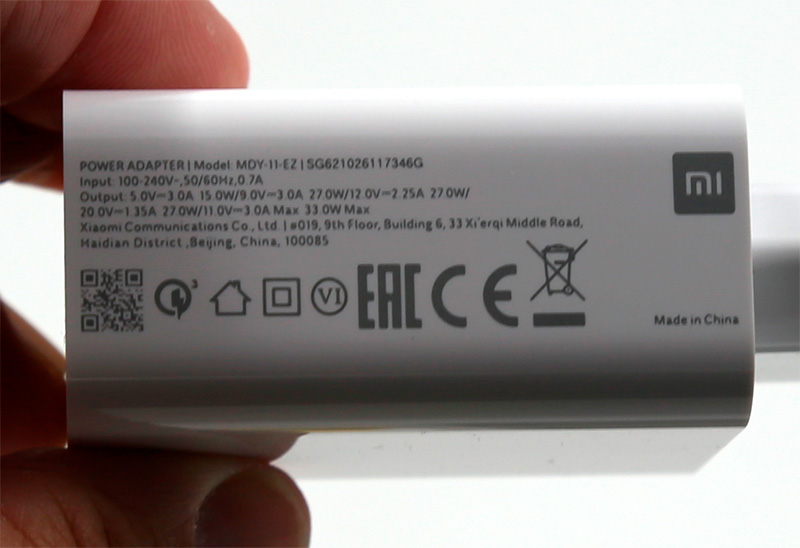 POWER ADAPTER | Model: MDY-11-EZ | SG621026117346G
Input: 100-240V~,50/60Hz,0.7A
Output: 5.0V⎓3.0A 15.0W/9.0V⎓3.0A 27.0W/12.0V⎓2.25A 27.0W/
20.0V⎓1.35A 27.0W/11.0V⎓3.0A Max 33.0W Max
Xiaomi Communications Co., Ltd. | #019, 9th Floor, Building 6, 33 Xi'erqi Middle Road,
Haidian District ,Beijing, China, 100085
mi
3 VI EAC CE
Made in China